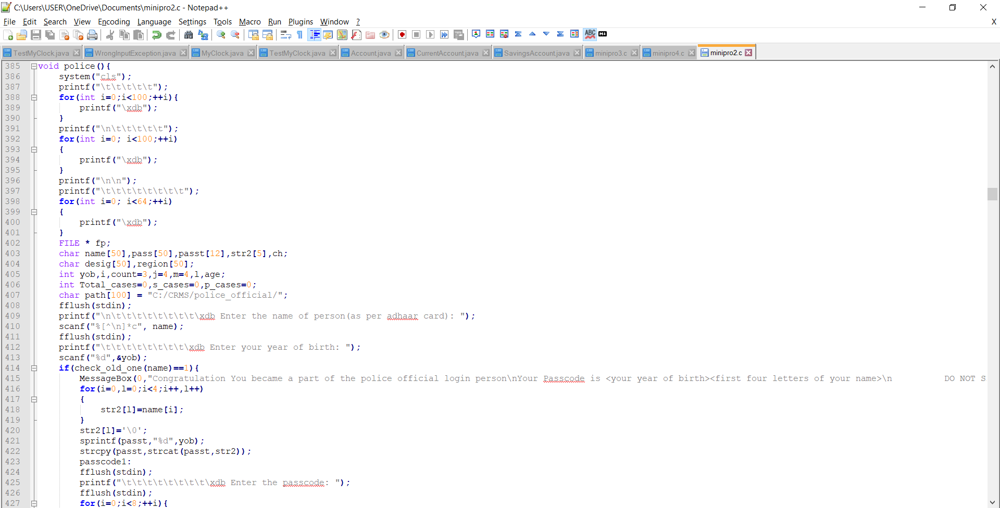 C:\Users\USER\OneDrive\Documents\minipro2.c - Notepad++
File Edit Search View Encoding Language Settings Tools Macro Run Plugins Window ? X
TestMyClock.java WrongInputException.java MyClock.java TestMyClock.java Account.java CurrentAccount.java SavingsAccount.java minipro3.c minipro4.c minipro2.c
385 void police(){
386 system("cls");
387 printf("\t\t\t\t\t");
388 for(int i=0;i<100;++i){
389 printf("\xdb");
390 }
391 printf("\n\t\t\t\t\t");
392 for(int i=0; i<100;++i)
393 {
394 printf("\xdb");
395 }
396 printf("\n\n");
397 printf("\t\t\t\t\t\t\t\t");
398 for(int i=0; i<64;++i)
399 {
400 printf("\xdb");
401 }
402 FILE * fp;
403 char name[50],pass[50],passt[12],str2[5],ch;
404 char desig[50],region[50];
405 int yob,i,count=3,j=4,m=4,l,age;
406 int Total_cases=0,s_cases=0,p_cases=0;
407 char path[100] = "C:/CRMS/police_official/";
408 fflush(stdin);
409 printf("\n\t\t\t\t\t\t\t\t\xdb Enter the name of person(as per adhaar card): ");
410 scanf("%[^\n]*c", name);
411 fflush(stdin);
412 printf("\t\t\t\t\t\t\t\t\xdb Enter your year of birth: ");
413 scanf("%d",&yob);
414 if(check_old_one(name)==1){
415 MessageBox(0,"Congratulation You became a part of the police official login person\nYour Passcode is <your year of birth><first four letters of your name>\n DO NOT S
416 for(i=0,l=0;i<4;i++,l++)
417 {
418 str2[l]=name[i];
419 }
420 str2[l]='\0';
421 sprintf(passt,"%d",yob);
422 strcpy(passt,strcat(passt,str2));
423 passcode1:
424 fflush(stdin);
425 printf("\t\t\t\t\t\t\t\t\xdb Enter the passcode: ");
426 fflush(stdin);
427 for(i=0;i<8;++i){